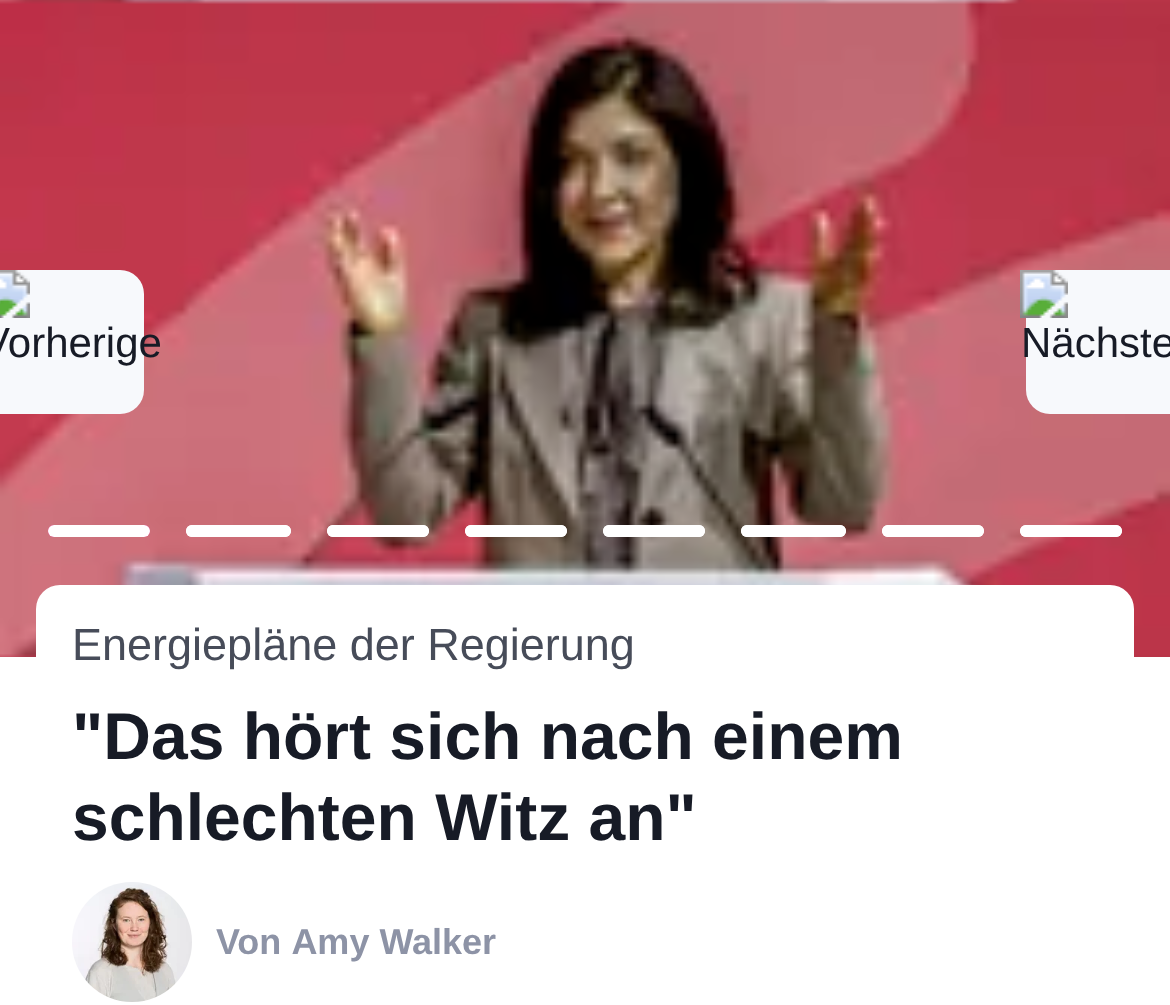 Vorherige
Nächste
Energiepläne der Regierung
"Das hört sich nach einem
schlechten Witz an"
Von Amy Walker